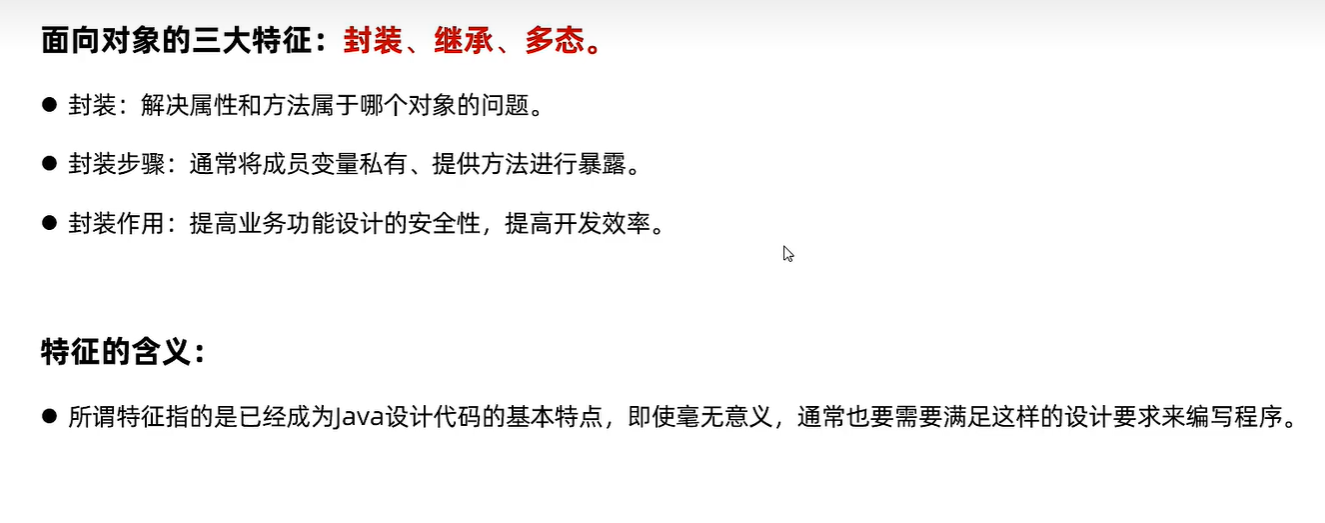 面向对象的三大特征：封装、继承、多态。
● 封装：解决属性和方法属于哪个对象的问题。
● 封装步骤：通常将成员变量私有、提供方法进行暴露。
● 封装作用：提高业务功能设计的安全性，提高开发效率。
特征的含义：
● 所谓特征指的是已经成为Java设计代码的基本特点，即使毫无意义，通常也要需要满足这样的设计要求来编写程序。